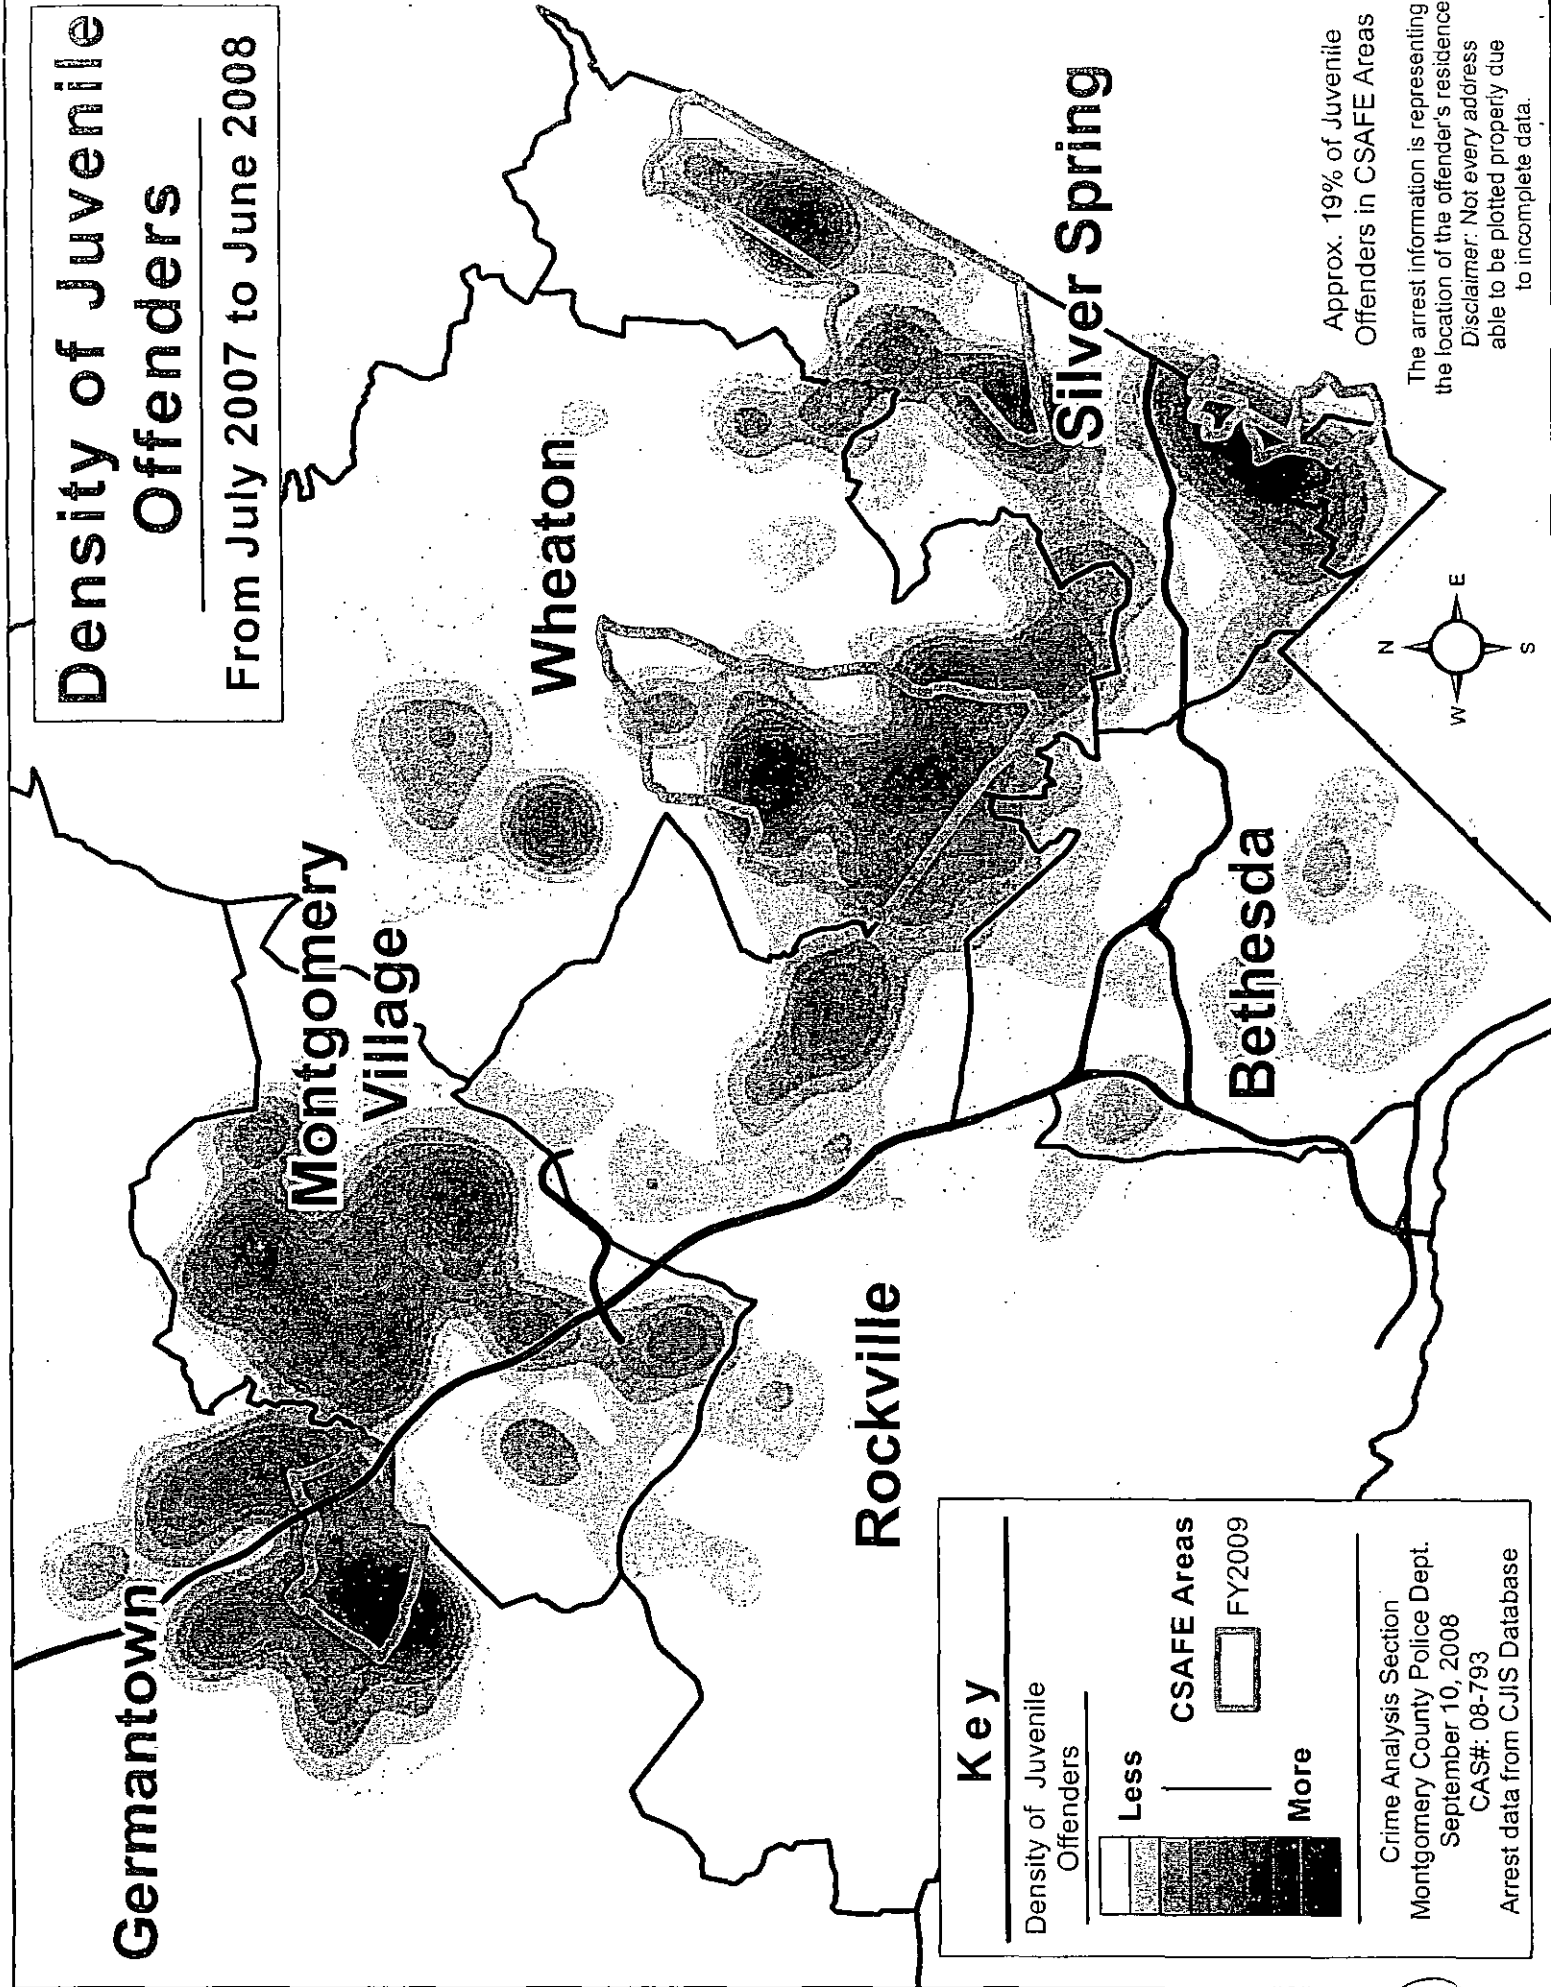 Density of Juvenile
Offenders
From July 2007 to June 2008
Germantown
Montgomery
Village
Wheaton
Rockville
Bethesda
Silver Spring
Approx. 19% of Juvenile
Offenders in CSAFE Areas
The arrest information is representing
the location of the offender's residence
Disclaimer: Not every address
able to be plotted properly due
to incomplete data.
N
W
E
S
Key
Density of Juvenile
Offenders
Less
More
CSAFE Areas
FY2009
Crime Analysis Section
Montgomery County Police Dept.
September 10, 2008
CAS#: 08-793
Arrest data from CJIS Database